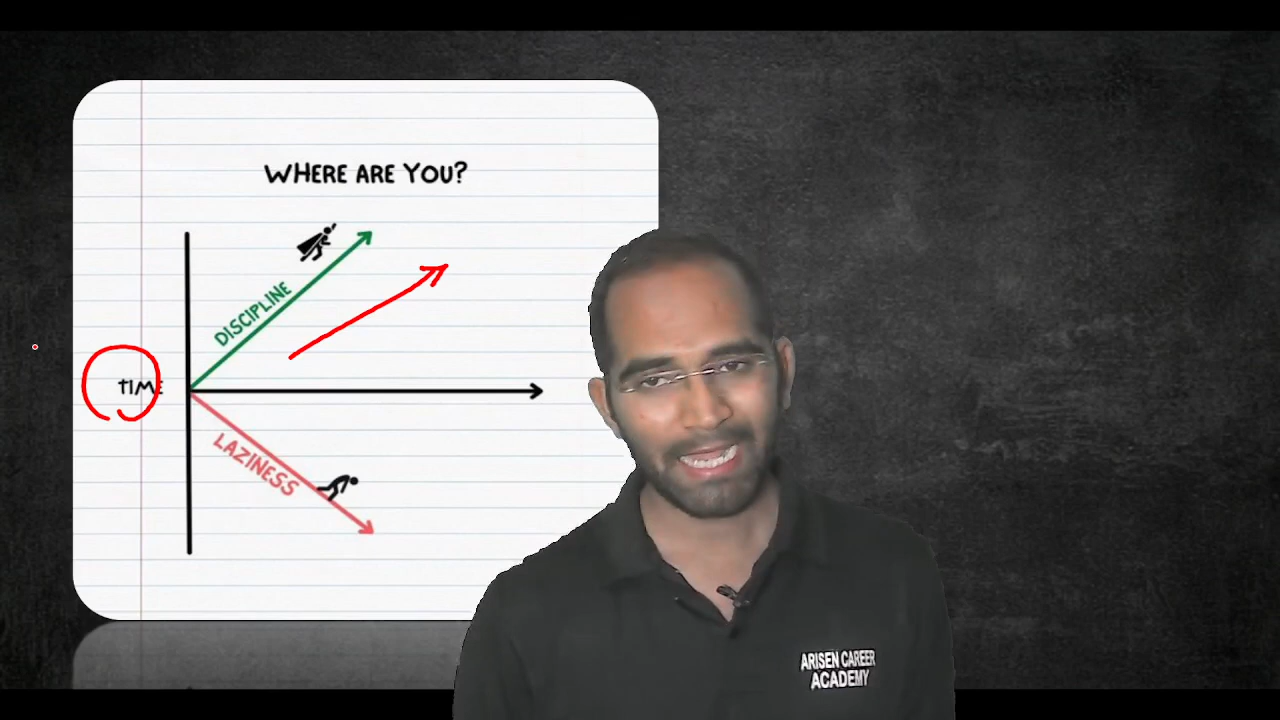 WHERE ARE YOU?
DISCIPLINE
TIME
LAZINESS
ARISEN CAREER
ACADEMY